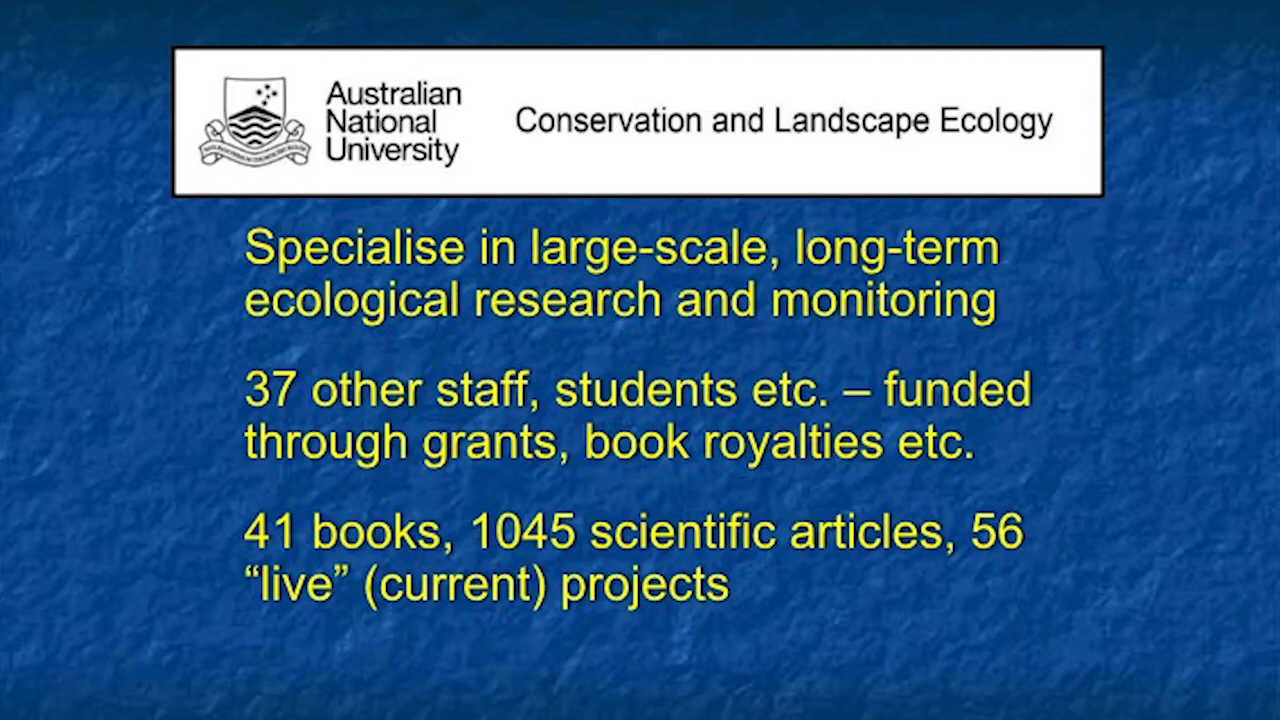 Australian
National
University
Conservation and Landscape Ecology
Specialise in large-scale, long-term
ecological research and monitoring
37 other staff, students etc. – funded
through grants, book royalties etc.
41 books, 1045 scientific articles, 56
“live” (current) projects